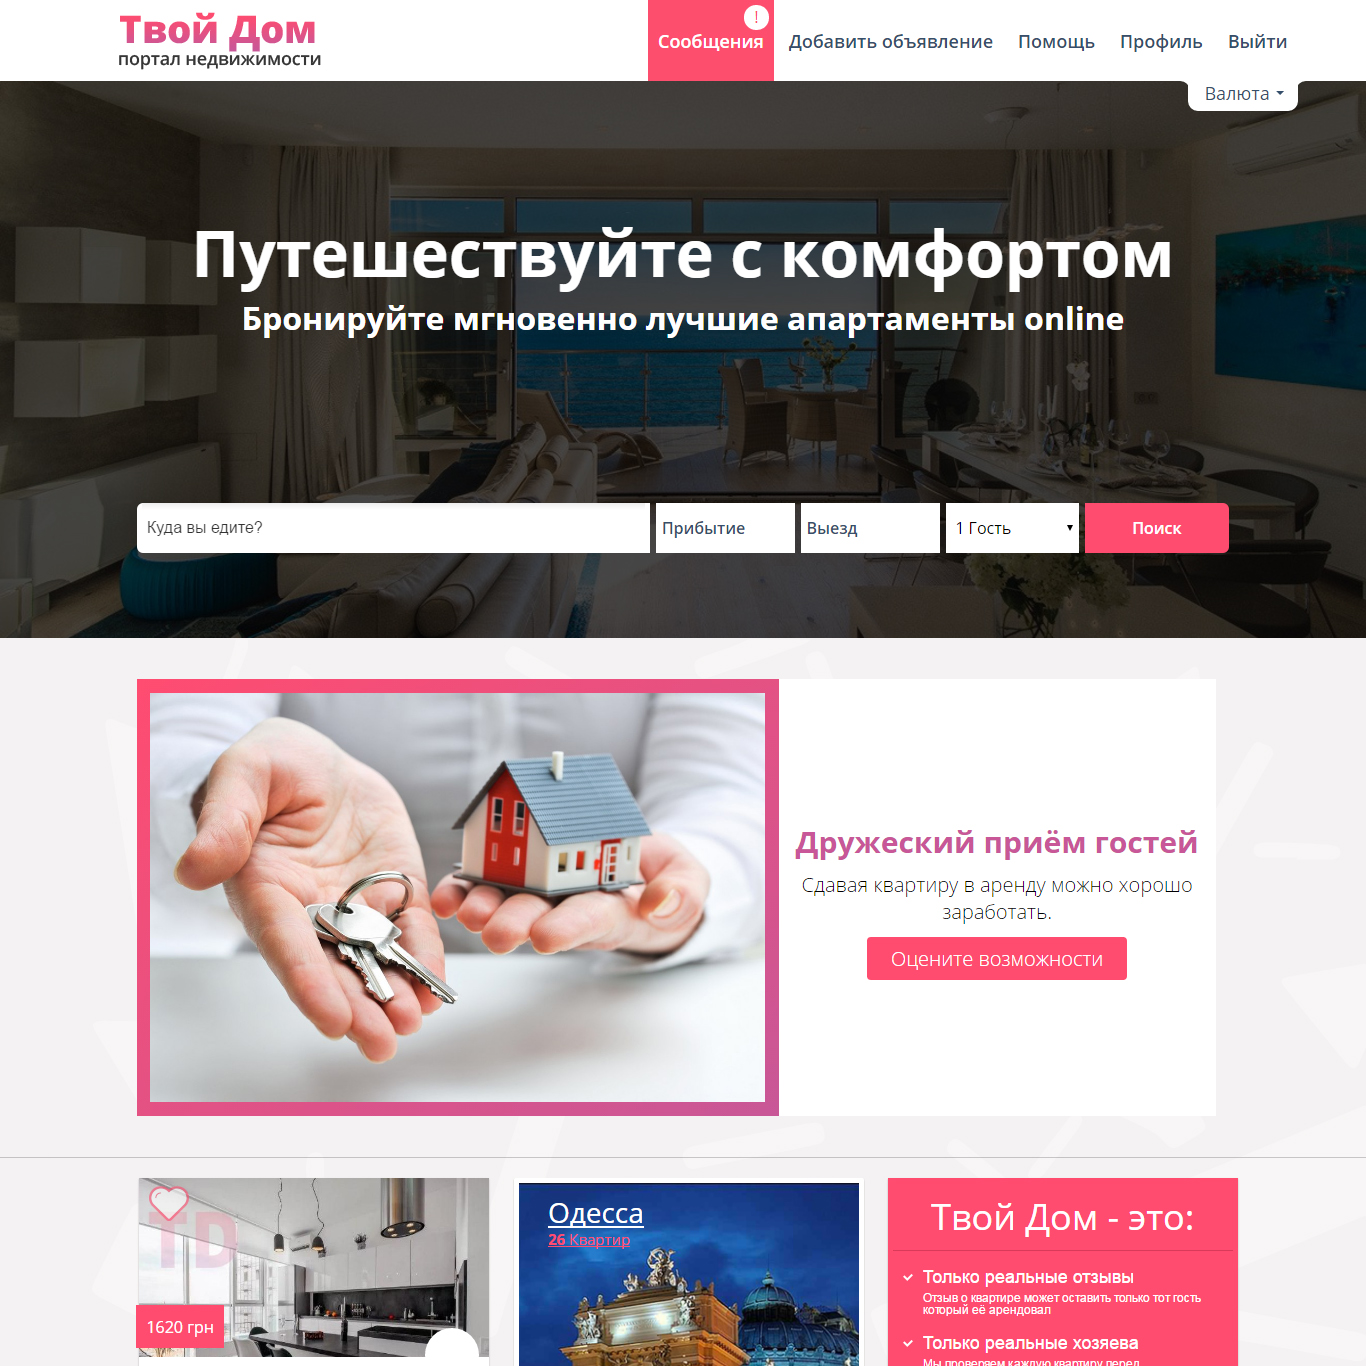 Твой Дом
портал недвижимости
!
Сообщения
Добавить объявление
Помощь
Профиль
Выйти
Валюта
Путешествуйте с комфортом
Бронируйте мгновенно лучшие апартаменты online
Куда вы едите?
Прибытие
Выезд
1 Гость
Поиск
Дружеский приём гостей
Сдавая квартиру в аренду можно хорошо
заработать.
Оцените возможности
TD
1620 грн
Одесса
26 Квартир
Твой Дом - это:
Только реальные отзывы
Отзыв о квартире может оставить только тот гость
который её арендовал
Только реальные хозяева
Мы проверяем каждую квартиру перед